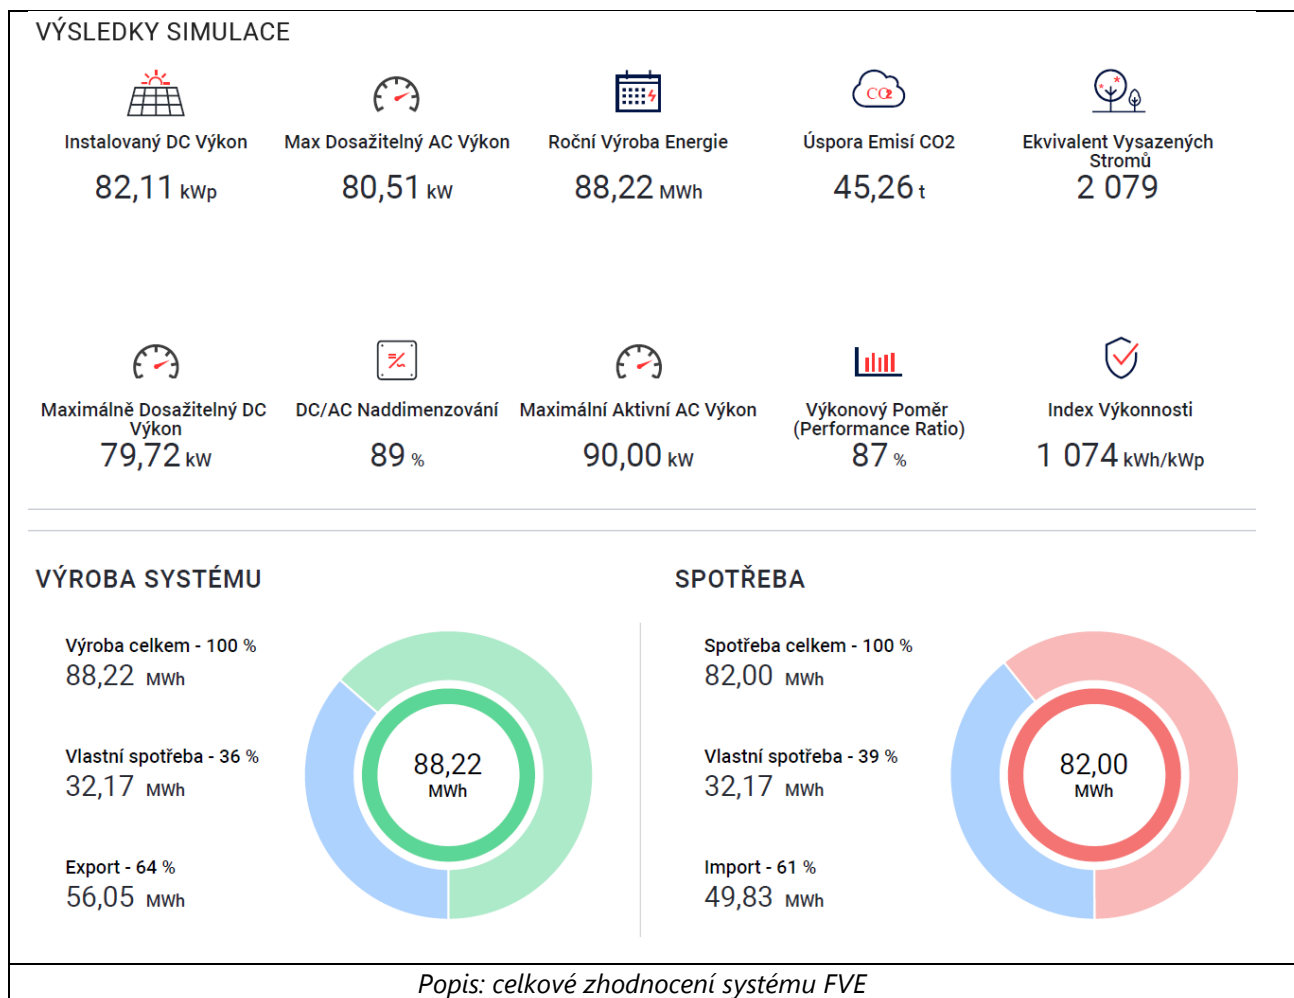 VÝSLEDKY SIMULACE
CO2
Instalovaný DC Výkon
82,11 kWp
Max Dosažitelný AC Výkon
80,51 kW
Roční Výroba Energie
88,22 MWh
Úspora Emisí CO2
45,26 t
Ekvivalent Vysazených
Stromů
2 079
Maximálně Dosažitelný DC
Výkon
79,72 kW
DC/AC Naddimenzování
89 %
Maximální Aktivní AC Výkon
90,00 kW
Výkonový Poměr
(Performance Ratio)
87 %
Index Výkonnosti
1 074 kWh/kWp
VÝROBA SYSTÉMU
Výroba celkem - 100 %
88,22 MWh
Vlastní spotřeba - 36 %
32,17 MWh
Export - 64 %
56,05 MWh
88,22
MWh
SPOTŘEBA
Spotřeba celkem - 100 %
82,00 MWh
Vlastní spotřeba - 39 %
32,17 MWh
Import - 61 %
49,83 MWh
82,00
MWh
Popis: celkové zhodnocení systému FVE